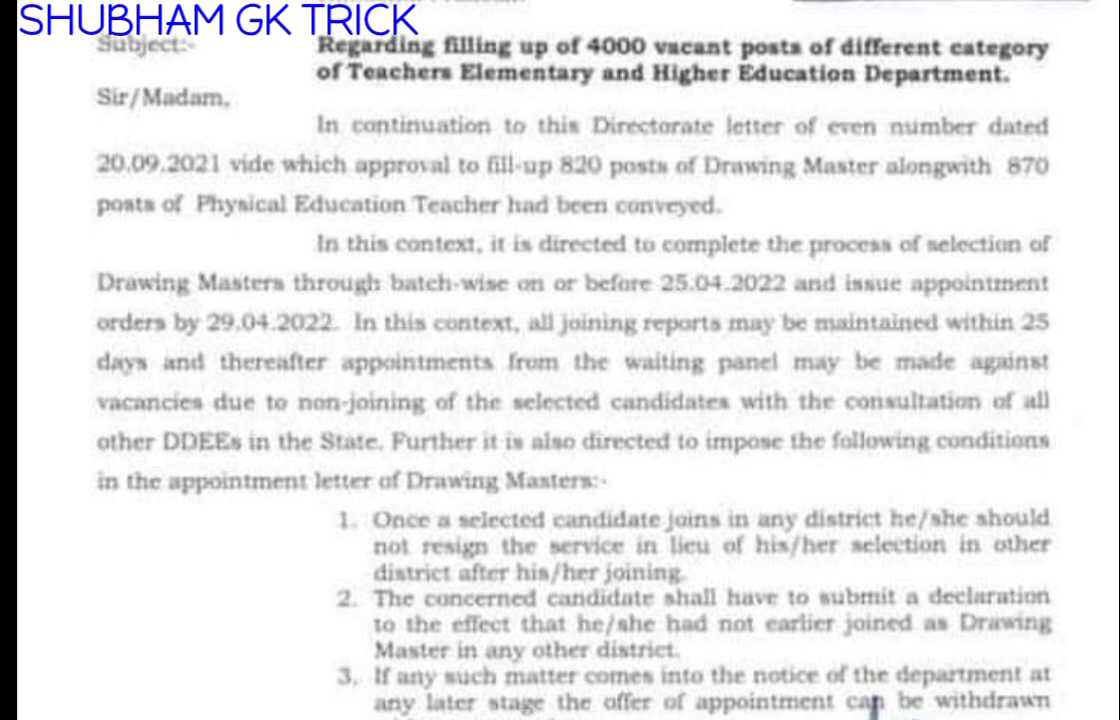 SHUBHAM GK TRICK
Subject:- Regarding filling up of 4000 vacant posts of different category
of Teachers Elementary and Higher Education Department.
Sir/Madam,
In continuation to this Directorate letter of even number dated
20.09.2021 vide which approval to fill-up 820 posts of Drawing Master alongwith 870
posts of Physical Education Teacher had been conveyed.
In this context, it is directed to complete the process of selection of
Drawing Masters through batch-wise on or before 25.04.2022 and issue appointment
orders by 29.04.2022. In this context, all joining reports may be maintained within 25
days and thereafter appointments from the waiting panel may be made against
vacancies due to non-joining of the selected candidates with the consultation of all
other DDEEs in the State. Further it is also directed to impose the following conditions
in the appointment letter of Drawing Masters:-
1. Once a selected candidate joins in any district he/she should
not resign the service in lieu of his/her selection in other
district after his/her joining.
2. The concerned candidate shall have to submit a declaration
to the effect that he/she had not earlier joined as Drawing
Master in any other district.
3. If any such matter comes into the notice of the department at
any later stage the offer of appointment can be withdrawn